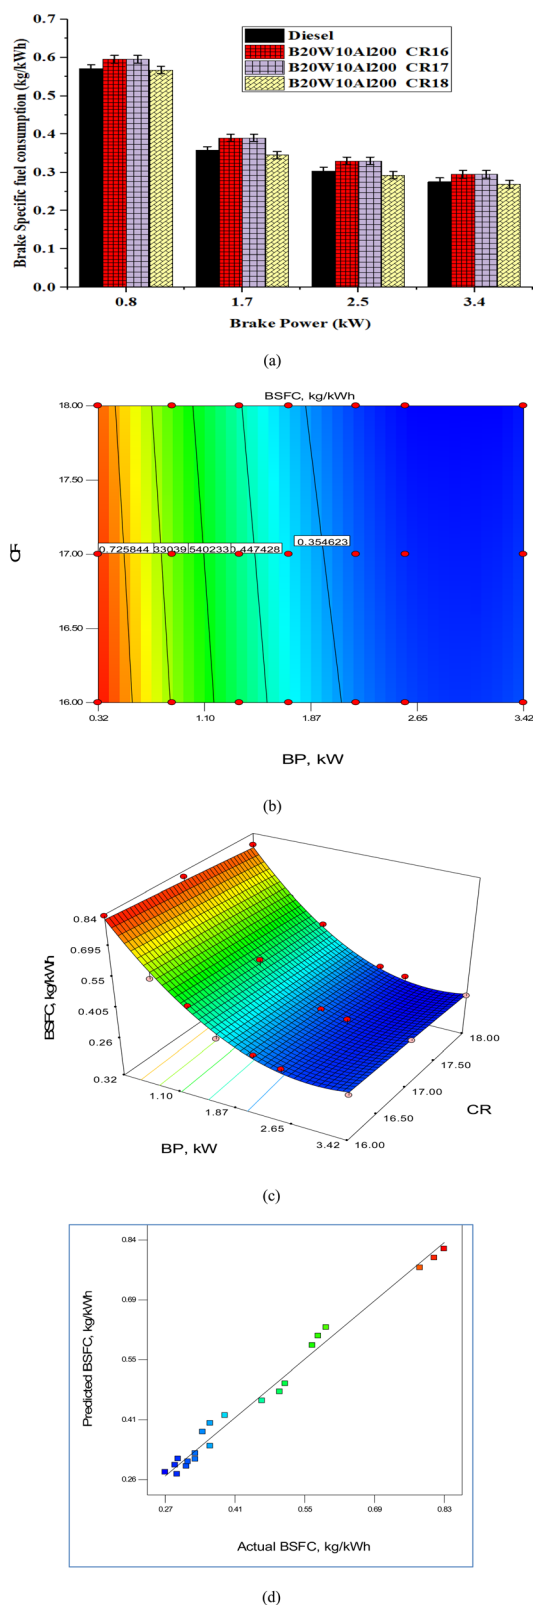 0.7
0.6
0.5
0.4
0.3
0.2
0.1
0.0
Brake Specific fuel consumption (kg/kWh)
Diesel
B20W10Al200 CR16
B20W10Al200 CR17
B20W10Al200 CR18
0.8 1.7 2.5 3.4
Brake Power (kW)
(a)
BSFC, kg/kWh
18.00
17.50
17.00
16.50
16.00
0.725844 33039 540233 0.447428 0.354623
0.32 1.10 1.87 2.65 3.42
BP, kW
(b)
0.84
0.695
0.55
0.405
0.26
BSFC, kg/kWh
0.32
1.10
1.87
2.65
3.42
BP, kW
18.00
17.50
17.00
16.50
16.00
CR
(c)
0.84
0.69
0.55
0.41
0.26
Predicted BSFC, kg/kWh
0.27 0.41 0.55 0.69 0.83
Actual BSFC, kg/kWh
(d)